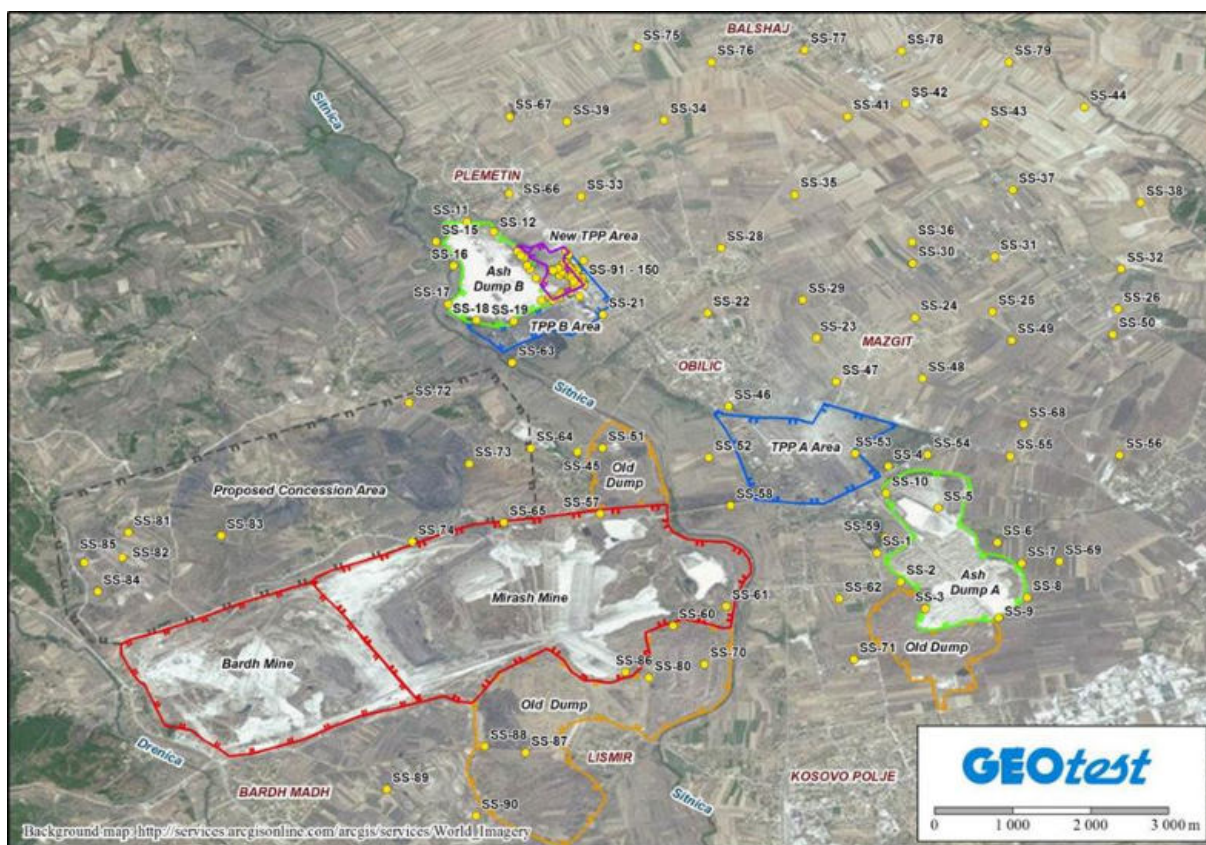 BALSHAJ
SS-75
SS-76
SS-77
SS-78
SS-79
Sitnica
SS-67
SS-39
SS-34
SS-41
SS-42
SS-43
SS-44
PLEMETIN
SS-66
SS-33
SS-35
SS-37
SS-38
SS-11
SS-12
SS-15
SS-16
New TPP Area
SS-28
SS-36
SS-30
SS-31
SS-32
Ash
Dump B
SS-91 - 150
SS-17
SS-18
SS-19
SS-21
TPP B Area
SS-22
SS-29
SS-23
SS-24
SS-25
SS-26
SS-49
SS-50
MAZGIT
SS-63
OBILIC
SS-47
SS-48
Sitnica
SS-72
SS-46
SS-68
SS-73
SS-64
SS-45
SS-51
SS-52
TPP A Area
SS-53
SS-54
SS-4
SS-55
SS-56
Old
Dump
Proposed Concession Area
SS-10
SS-5
SS-57
SS-58
SS-65
SS-74
SS-81
SS-83
SS-85
SS-82
SS-84
SS-59
SS-1
SS-6
SS-7
SS-69
SS-2
SS-62
Ash
Dump A
SS-8
SS-3
SS-9
Mirash Mine
SS-61
SS-60
Bardh Mine
SS-86
SS-80
SS-70
SS-71
Old Dump
Old Dump
SS-88
SS-87
LISMIR
Drenica
BARDH MADH
SS-89
SS-90
Sitnica
KOSOVO POLJE
GEOtest
0 1 000 2 000 3 000 m
Background map: http://services.arcgisonline.com/arcgis/services/World_Imagery